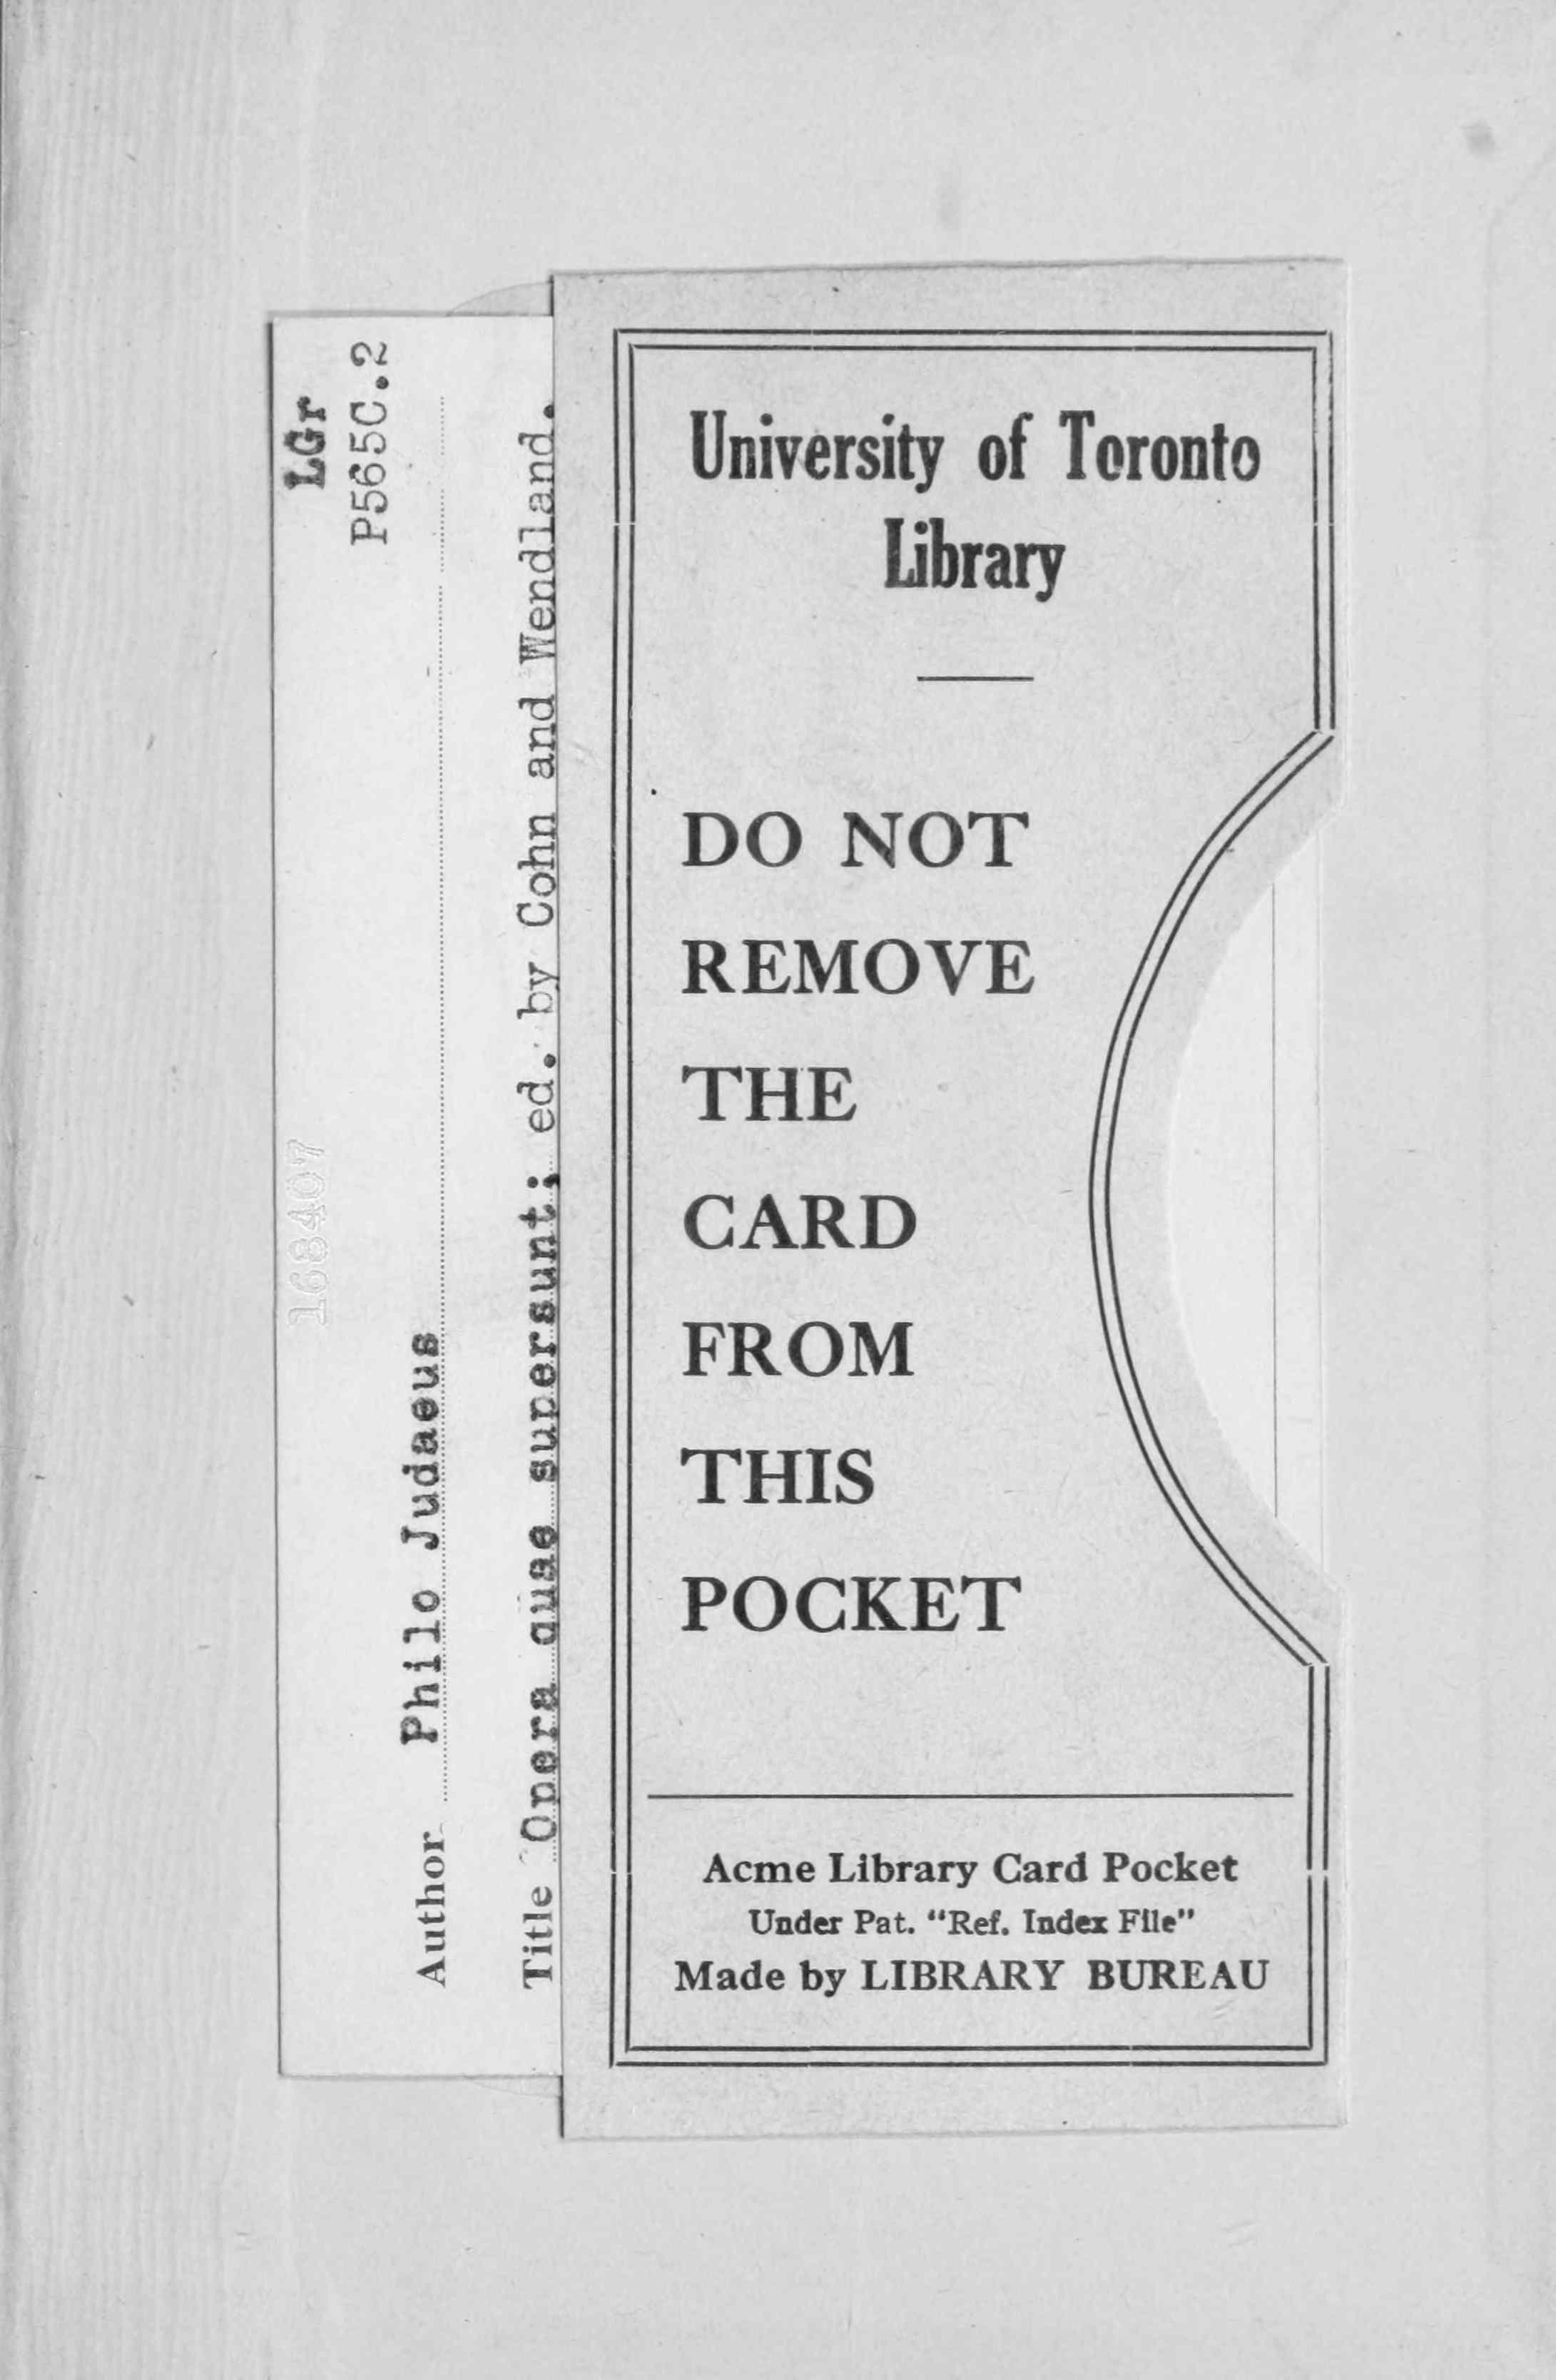 LGr
P565C.2
168407
Author Philo Judaeus
Title Opera quae supersunt; ed. by Cohn and Wendland.
University of Toronto
Library
DO NOT
REMOVE
THE
CARD
FROM
THIS
POCKET
Acme Library Card Pocket
Under Pat. "Ref. Index File"
Made by LIBRARY BUREAU